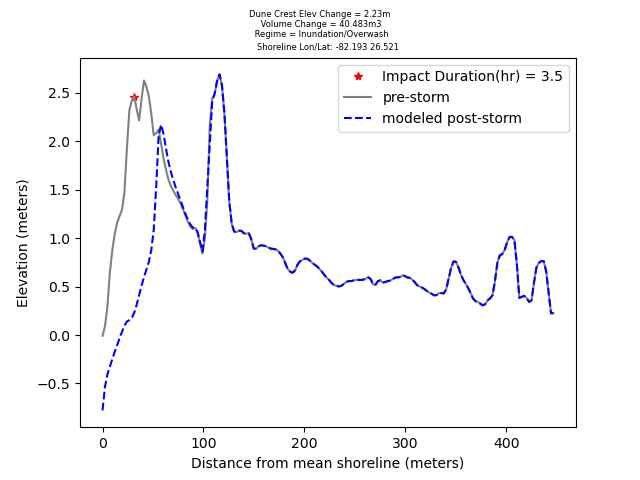 Dune Crest Elev Change = 2.23m
Volume Change = 40.483m3
Regime = Inundation/Overwash
Shoreline Lon/Lat: -82.193 26.521
Impact Duration(hr) = 3.5
pre-storm
modeled post-storm
Elevation (meters)
2.5
2.0
1.5
1.0
0.5
0.0
−0.5
0 100 200 300 400
Distance from mean shoreline (meters)